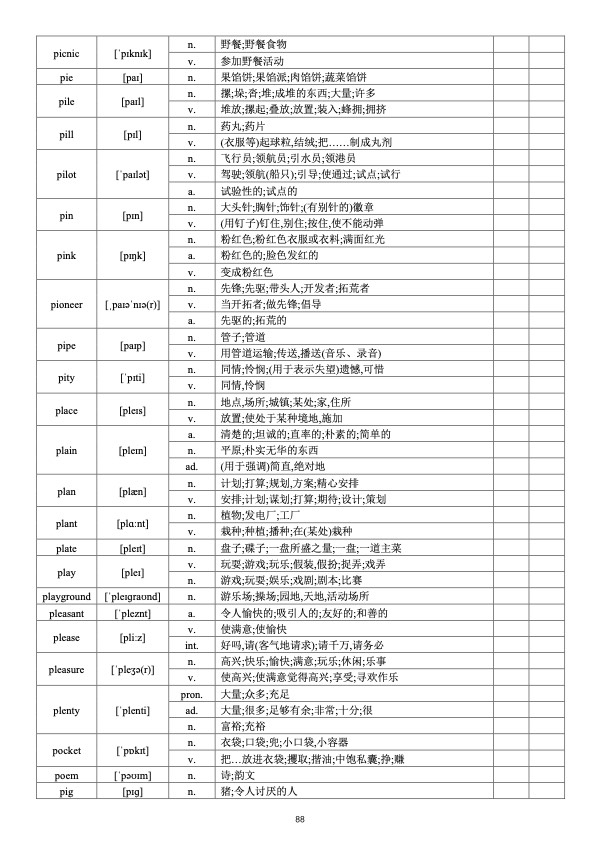 picnic [ˈpɪknɪk] n. 野餐;野餐食物
v. 参加野餐活动
pie [paɪ] n. 果馅饼;果馅派;肉馅饼;蔬菜馅饼
pile [paɪl] n. 摞;垛;沓;堆;成堆的东西;大量;许多
v. 堆放;摞起;叠放;放置;装入;蜂拥;拥挤
pill [pɪl] n. 药丸;药片
v. (衣服等)起球粒,结绒;把……制成丸剂
pilot [ˈpaɪlət] n. 飞行员;领航员;引水员;领港员
v. 驾驶;领航(船只);引导;使通过;试点;试行
a. 试验性的;试点的
pin [pɪn] n. 大头针;胸针;饰针;(有别针的)徽章
v. (用钉子)钉住,别住;按住,使不能动弹
pink [pɪŋk] n. 粉红色;粉红色衣服或衣料;满面红光
a. 粉红色的;脸色发红的
v. 变成粉红色
pioneer [ˌpaɪəˈnɪə(r)] n. 先锋;先驱;带头人;开发者;拓荒者
v. 当开拓者;做先锋;倡导
a. 先驱的;拓荒的
pipe [paɪp] n. 管子;管道
v. 用管道运输;传送,播送(音乐、录音)
pity [ˈpɪti] n. 同情;怜悯;(用于表示失望)遗憾,可惜
v. 同情,怜悯
place [pleɪs] n. 地点,场所;城镇;某处;家,住所
v. 放置;使处于某种境地,施加
plain [pleɪn] a. 清楚的;坦诚的;直率的;朴素的;简单的
n. 平原;朴实无华的东西
ad. (用于强调)简直,绝对地
plan [plæn] n. 计划;打算;规划,方案;精心安排
v. 安排;计划;谋划;打算;期待;设计;策划
plant [plɑːnt] n. 植物;发电厂;工厂
v. 栽种;种植;播种;在(某处)栽种
plate [pleɪt] n. 盘子;碟子;一盘所盛之量;一盘;一道主菜
play [pleɪ] v. 玩耍;游戏;玩乐;假装,假扮;捉弄;戏弄
n. 游戏;玩耍;娱乐;戏剧;剧本;比赛
playground [ˈpleɪɡraʊnd] n. 游乐场;操场;园地,天地,活动场所
pleasant [ˈpleznt] a. 令人愉快的;吸引人的;友好的;和善的
please [pliːz] v. 使满意;使愉快
int. 好吗,请(客气地请求);请千万,请务必
pleasure [ˈpleʒə(r)] n. 高兴;快乐;愉快;满意;玩乐;休闲;乐事
v. 使高兴;使满意觉得高兴;享受;寻欢作乐
plenty [ˈplenti] pron. 大量;众多;充足
ad. 大量;很多;足够有余;非常;十分;很
n. 富裕;充裕
pocket [ˈpɒkɪt] n. 衣袋;口袋;兜;小口袋,小容器
v. 把…放进衣袋;攫取;揩油;中饱私囊;挣;赚
poem [ˈpəʊɪm] n. 诗;韵文
pig [pɪɡ] n. 猪;令人讨厌的人
88